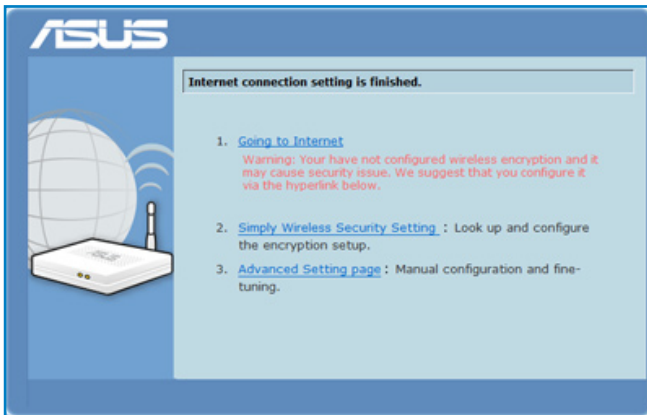 ASUS
Internet connection setting is finished.
1. Going to Internet
Warning: Your have not configured wireless encryption and it
may cause security issue. We suggest that you configure it
via the hyperlink below.
2. Simply Wireless Security Setting : Look up and configure
the encryption setup.
3. Advanced Setting page : Manual configuration and fine-
tuning.
ASUS